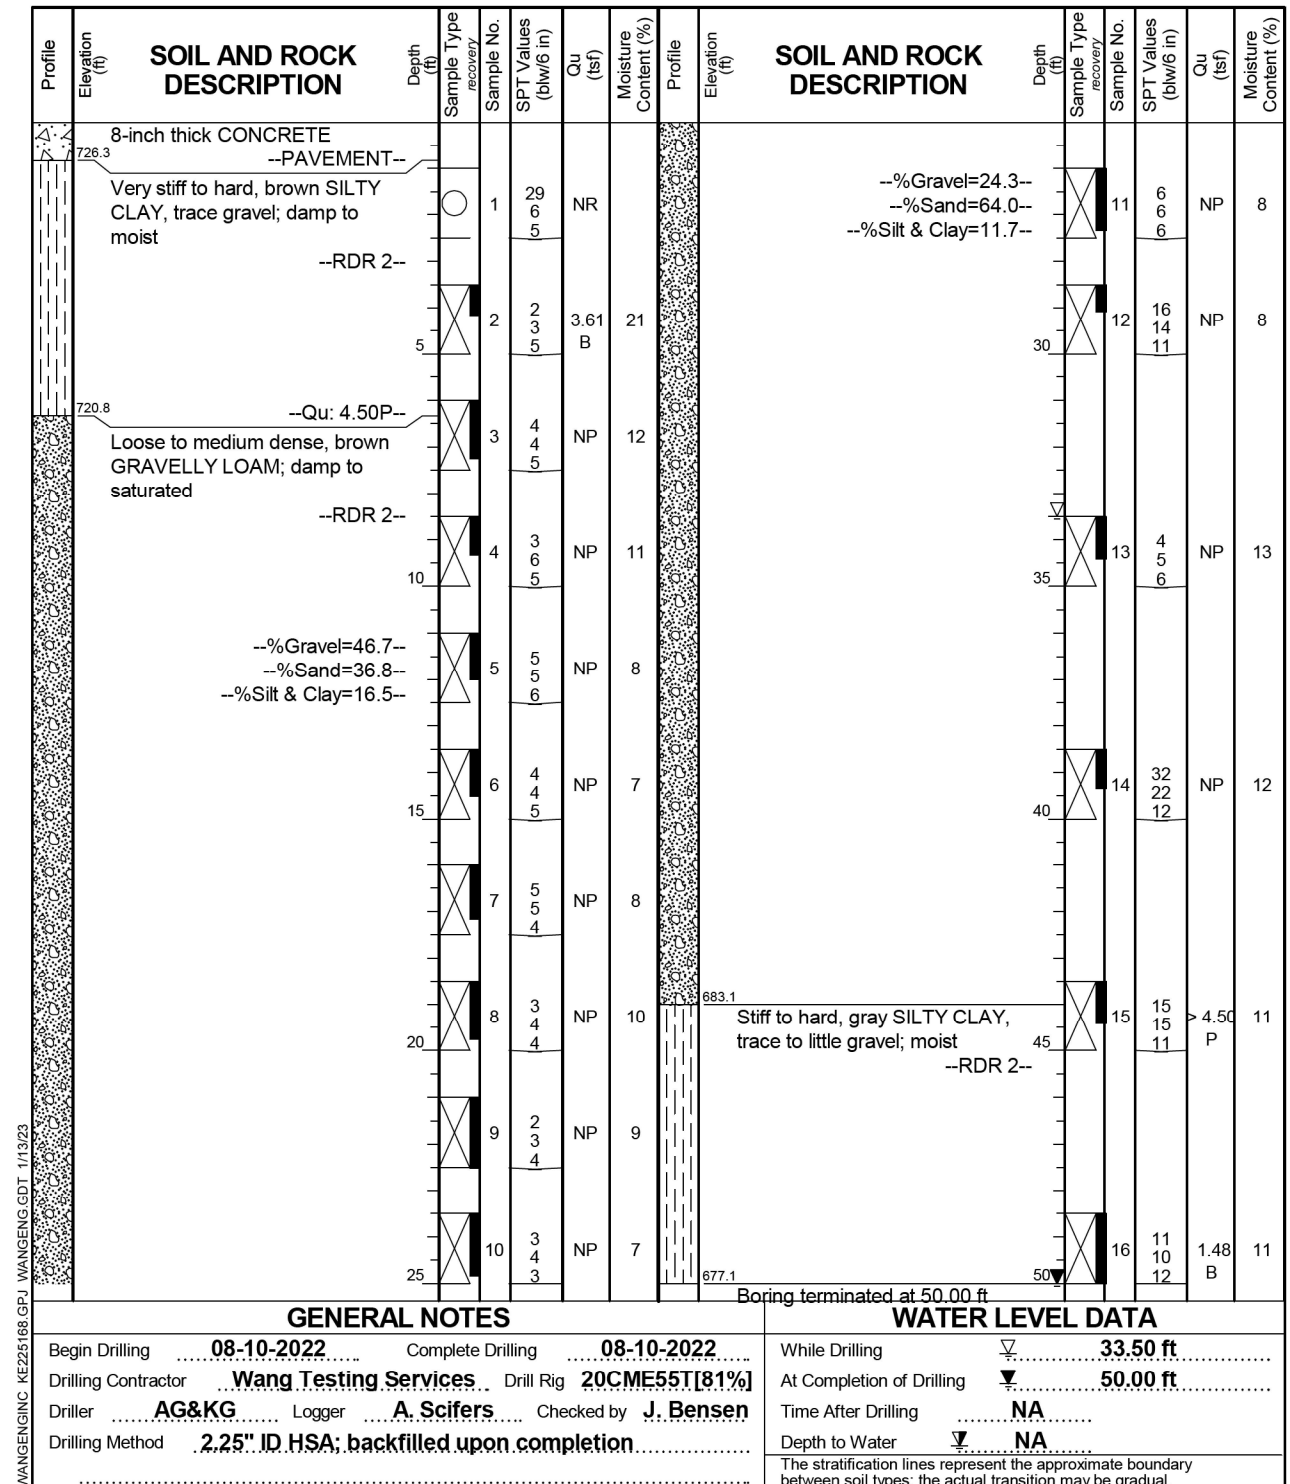 Profile
Elevation
(ft)
SOIL AND ROCK
DESCRIPTION
Depth
(ft)
Sample Type
recovery
Sample No.
SPT Values
(blw/6 in)
Qu
(tsf)
Moisture
Content (%)
8-inch thick CONCRETE
726.3
--PAVEMENT--
Very stiff to hard, brown SILTY
CLAY, trace gravel; damp to
moist
--RDR 2--
1
29
6
5
NR
5
2
2
3
5
3.61
B
21
720.8
--Qu: 4.50P--
Loose to medium dense, brown
GRAVELLY LOAM; damp to
saturated
--RDR 2--
3
4
4
5
NP
12
10
4
3
6
5
NP
11
--%Gravel=46.7--
--%Sand=36.8--
--%Silt & Clay=16.5--
5
5
5
6
NP
8
15
6
4
4
5
NP
7
7
5
5
4
NP
8
20
8
3
4
4
NP
10
9
2
3
4
NP
9
25
10
3
4
3
NP
7
Profile
Elevation
(ft)
SOIL AND ROCK
DESCRIPTION
Depth
(ft)
Sample Type
recovery
Sample No.
SPT Values
(blw/6 in)
Qu
(tsf)
Moisture
Content (%)
--%Gravel=24.3--
--%Sand=64.0--
--%Silt & Clay=11.7--
11
6
6
6
NP
8
30
12
16
14
11
NP
8
35
13
4
5
6
NP
13
40
14
32
22
12
NP
12
683.1
Stiff to hard, gray SILTY CLAY,
trace to little gravel; moist
--RDR 2--
45
15
15
15
11
> 4.50
P
11
677.1
50
16
11
10
12
1.48
B
11
Boring terminated at 50.00 ft
GENERAL NOTES
Begin Drilling 08-10-2022 Complete Drilling 08-10-2022
Drilling Contractor Wang Testing Services Drill Rig 20CME55T[81%]
Driller AG&KG Logger A. Scifers Checked by J. Bensen
Drilling Method 2.25" ID HSA; backfilled upon completion
WATER LEVEL DATA
While Drilling 33.50 ft
At Completion of Drilling 50.00 ft
Time After Drilling NA
Depth to Water NA
The stratification lines represent the approximate boundary
between soil types; the actual transition may be gradual.
WANGENGINC KE225168.GPJ WANGENG.GDT 1/13/23